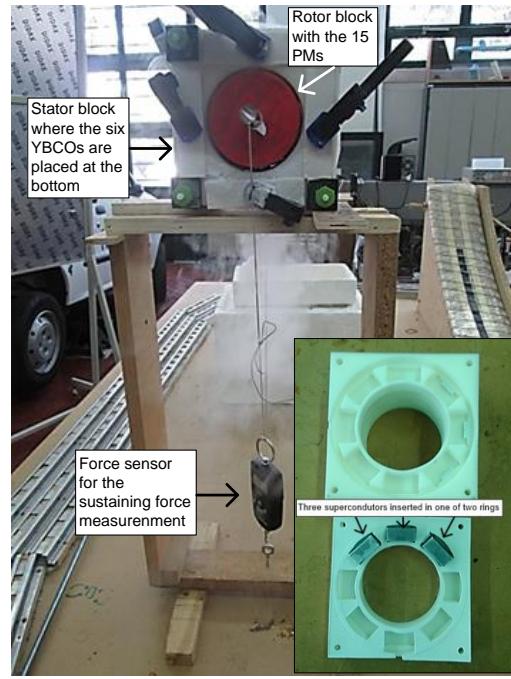 Rotor block
with the 15
PMs
Stator block
where the six
YBCOs are
placed at the
bottom
DIDAX
Force sensor
for the
sustaining force
measurenment
Three supercondutors inserted in one of two rings